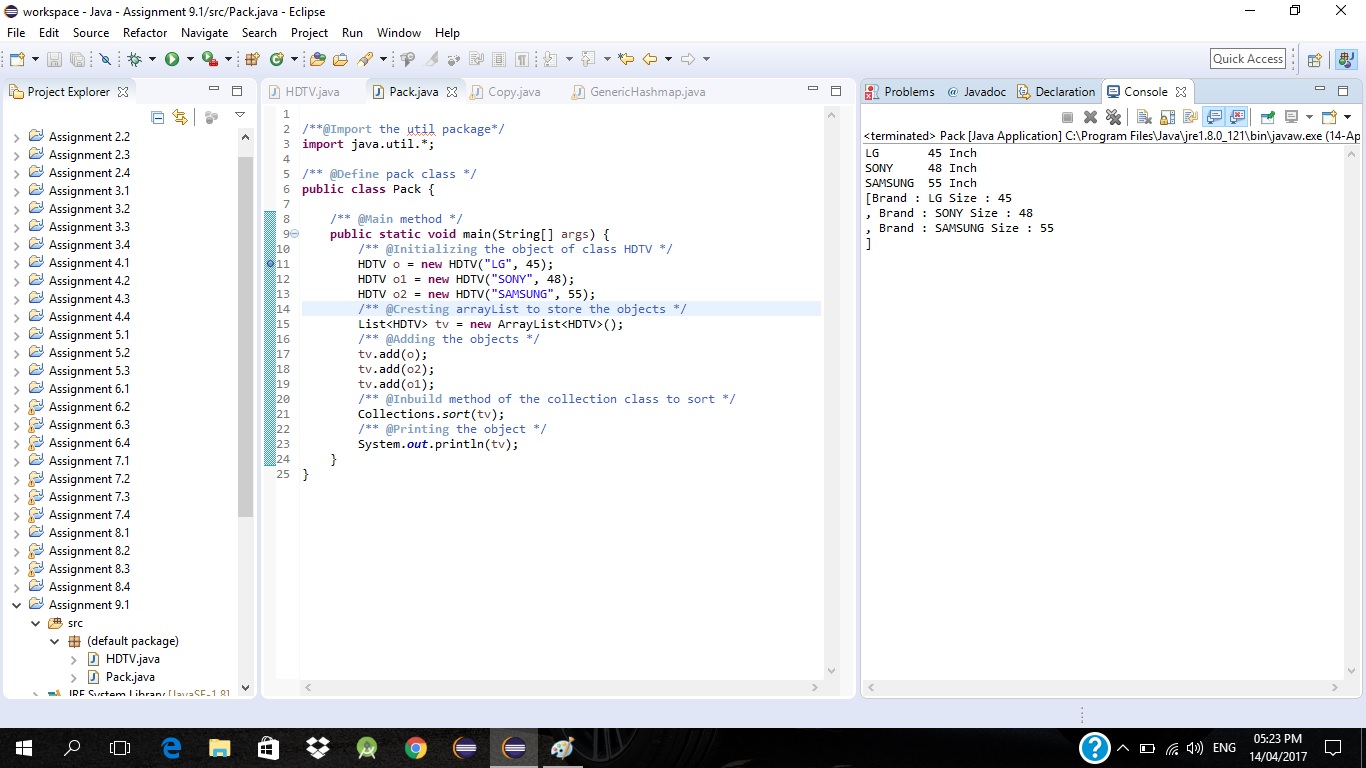 workspace - Java - Assignment 9.1/src/Pack.java - Eclipse
File Edit Source Refactor Navigate Search Project Run Window Help
Quick Access
Project Explorer
Assignment 2.2
Assignment 2.3
Assignment 2.4
Assignment 3.1
Assignment 3.2
Assignment 3.3
Assignment 3.4
Assignment 4.1
Assignment 4.2
Assignment 4.3
Assignment 4.4
Assignment 5.1
Assignment 5.2
Assignment 5.3
Assignment 6.1
Assignment 6.2
Assignment 6.3
Assignment 6.4
Assignment 7.1
Assignment 7.2
Assignment 7.3
Assignment 7.4
Assignment 8.1
Assignment 8.2
Assignment 8.3
Assignment 8.4
Assignment 9.1
src
(default package)
HDTV.java
Pack.java
JRE System Library [JavaSE-1.8]
HDTV.java Pack.java Copy.java GenericHashmap.java
1
2 /**@Import the util package*/
3 import java.util.*;
4
5 /** @Define pack class */
6 public class Pack {
7
8 /** @Main method */
9 public static void main(String[] args) {
10 /** @Initializing the object of class HDTV */
11 HDTV o = new HDTV("LG", 45);
12 HDTV o1 = new HDTV("SONY", 48);
13 HDTV o2 = new HDTV("SAMSUNG", 55);
14 /** @Cresting arrayList to store the objects */
15 List<HDTV> tv = new ArrayList<HDTV>();
16 /** @Adding the objects */
17 tv.add(o);
18 tv.add(o2);
19 tv.add(o1);
20 /** @Inbuild method of the collection class to sort */
21 Collections.sort(tv);
22 /** @Printing the object */
23 System.out.println(tv);
24 }
25 }
Problems @ Javadoc Declaration Console
<terminated> Pack [Java Application] C:\Program Files\Java\jre1.8.0_121\bin\javaw.exe (14-Ap
LG 45 Inch
SONY 48 Inch
SAMSUNG 55 Inch
[Brand : LG Size : 45
, Brand : SONY Size : 48
, Brand : SAMSUNG Size : 55
]
ENG
05:23 PM
14/04/2017